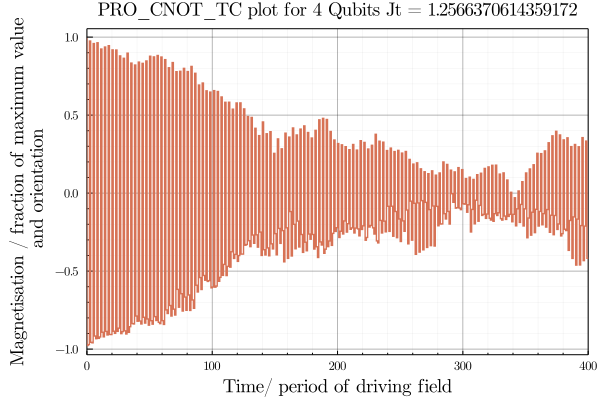 PRO_CNOT_TC plot for 4 Qubits Jt = 1.2566370614359172
Magnetisation / fraction of maximum value
and orientation
1.0
0.5
0.0
−0.5
−1.0
0 100 200 300 400
Time/ period of driving field